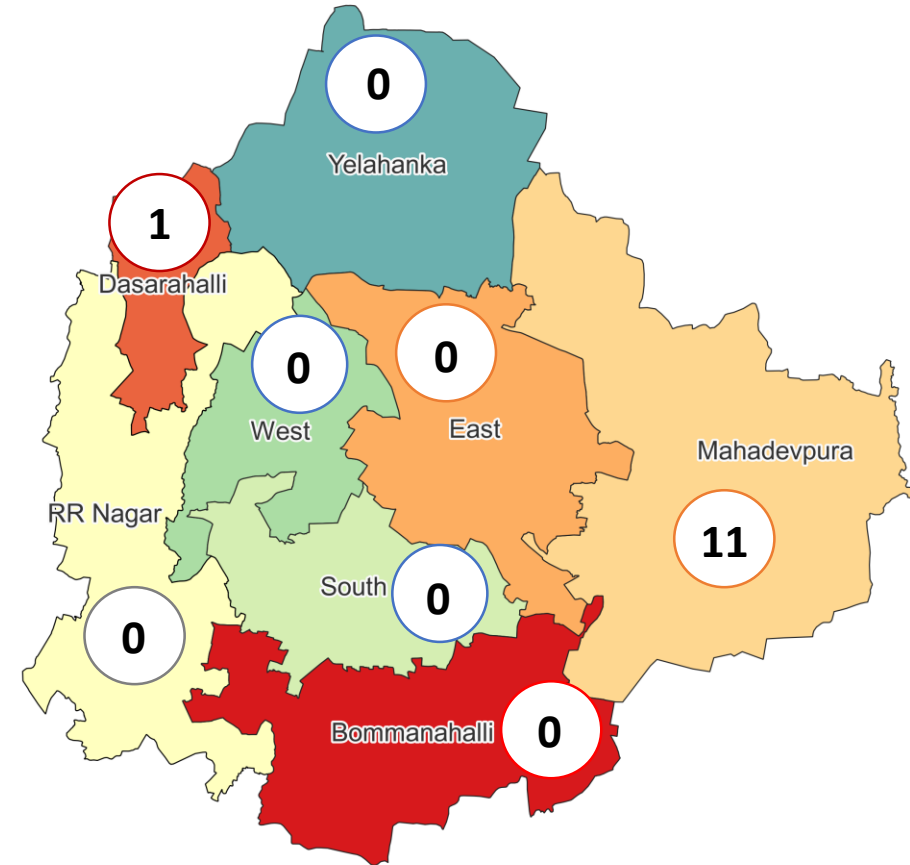 0
Yelahanka
1
Dasarahalli
0
West
0
East
Mahadevpura
11
RR Nagar
0
South
0
Bommanahalli
0